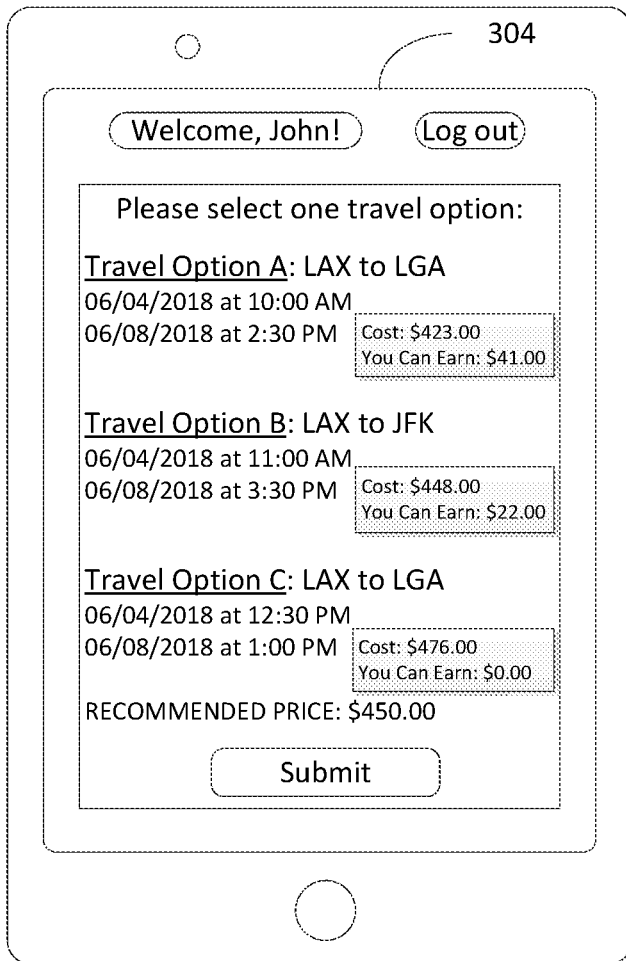 304
Welcome, John!
Log out
Please select one travel option:
Travel Option A: LAX to LGA
06/04/2018 at 10:00 AM
06/08/2018 at 2:30 PM
Cost: $423.00
You Can Earn: $41.00
Travel Option B: LAX to JFK
06/04/2018 at 11:00 AM
06/08/2018 at 3:30 PM
Cost: $448.00
You Can Earn: $22.00
Travel Option C: LAX to LGA
06/04/2018 at 12:30 PM
06/08/2018 at 1:00 PM
Cost: $476.00
You Can Earn: $0.00
RECOMMENDED PRICE: $450.00
Submit